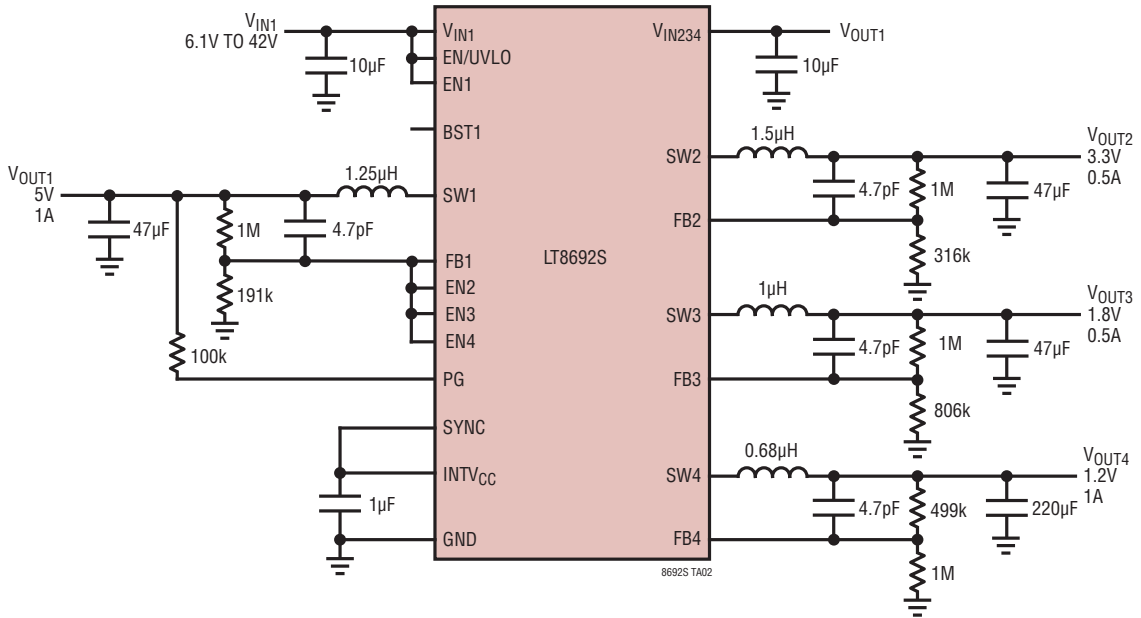 VIN1
6.1V TO 42V
10µF
VIN1
EN/UVLO
EN1
BST1
VOUT1
5V
1A
1.25µH
SW1
47µF
1M
4.7pF
FB1
191k
EN2
EN3
EN4
100k
PG
SYNC
INTVCC
1µF
GND
LT8692S
VIN234
VOUT1
10µF
1.5µH
SW2
VOUT2
3.3V
0.5A
4.7pF
1M
47µF
FB2
316k
1µH
SW3
VOUT3
1.8V
0.5A
4.7pF
1M
47µF
FB3
806k
0.68µH
SW4
VOUT4
1.2V
1A
4.7pF
499k
220µF
FB4
1M
8692S TA02